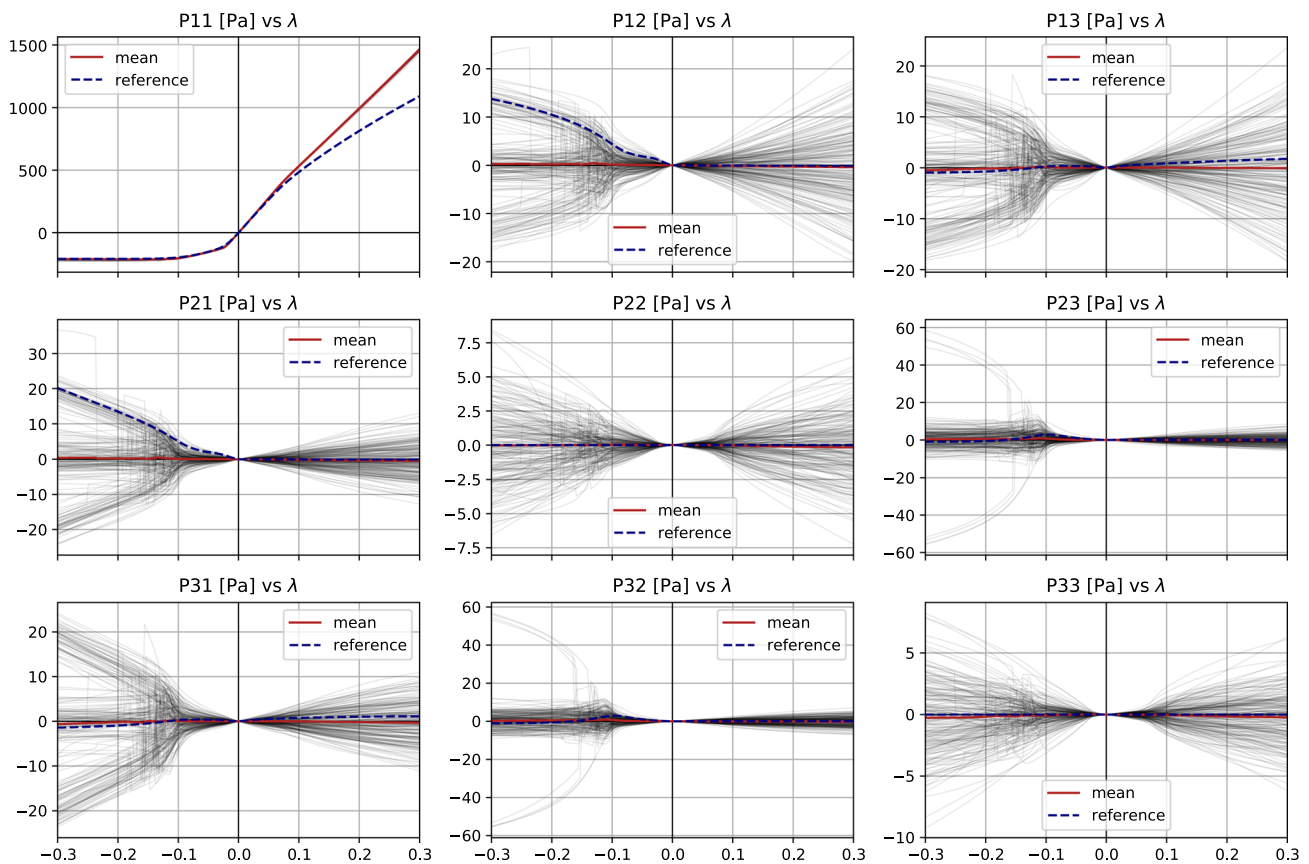 P11 [Pa] vs λ
P12 [Pa] vs λ
P13 [Pa] vs λ
1500
1000
500
0
mean
reference
20
10
0
−10
−20
mean
reference
20
10
0
−10
−20
mean
reference
P21 [Pa] vs λ
P22 [Pa] vs λ
P23 [Pa] vs λ
30
20
10
0
−10
−20
mean
reference
7.5
5.0
2.5
0.0
−2.5
−5.0
−7.5
mean
reference
60
40
20
0
−20
−40
−60
mean
reference
P31 [Pa] vs λ
P32 [Pa] vs λ
P33 [Pa] vs λ
20
10
0
−10
−20
mean
reference
60
40
20
0
−20
−40
−60
mean
reference
5
0
−5
−10
mean
reference
−0.3 −0.2 −0.1 0.0 0.1 0.2 0.3
−0.3 −0.2 −0.1 0.0 0.1 0.2 0.3
−0.3 −0.2 −0.1 0.0 0.1 0.2 0.3